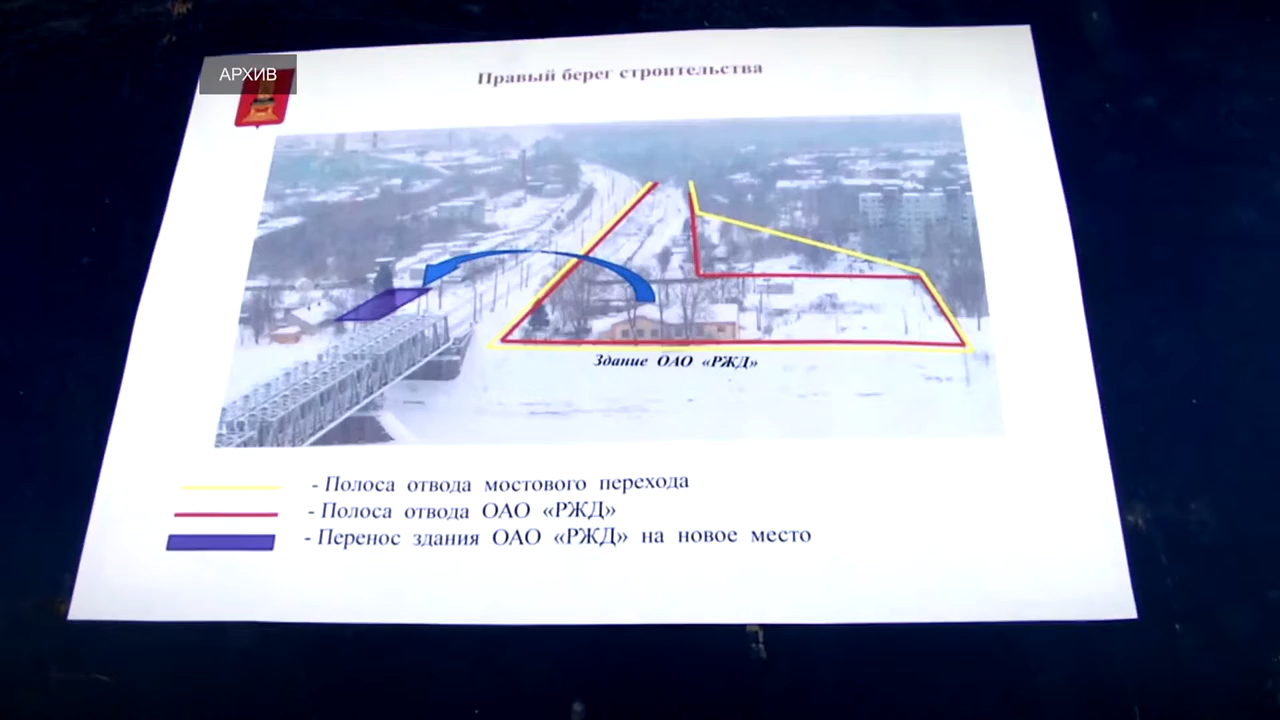 АРХИВ
Правый берег строительства
Здание ОАО «РЖД»
- Полоса отвода мостового перехода
- Полоса отвода ОАО «РЖД»
- Перенос здания ОАО «РЖД» на новое место